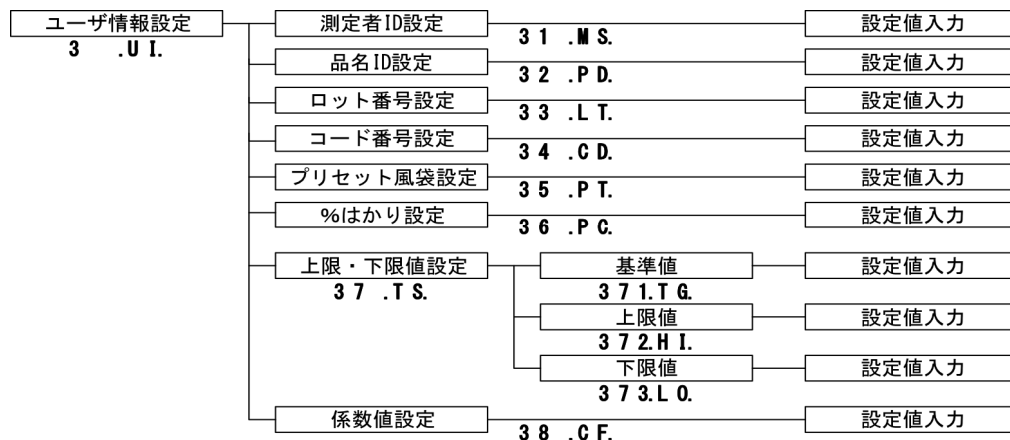 ユーザ情報設定 測定者ID設定 設定値入力
3 .U I. 3 1 .M S.
品名ID設定 設定値入力
3 2 .P D.
ロット番号設定 設定値入力
3 3 .L T.
コード番号設定 設定値入力
3 4 .C D.
プリセット風袋設定 設定値入力
3 5 .P T.
%はかり設定 設定値入力
3 6 .P C.
上限・下限値設定 基準値 設定値入力
3 7 .T S. 3 7 1.T G.
上限値 設定値入力
3 7 2.H I.
下限値 設定値入力
3 7 3.L O.
係数値設定 設定値入力
3 8 .C F.